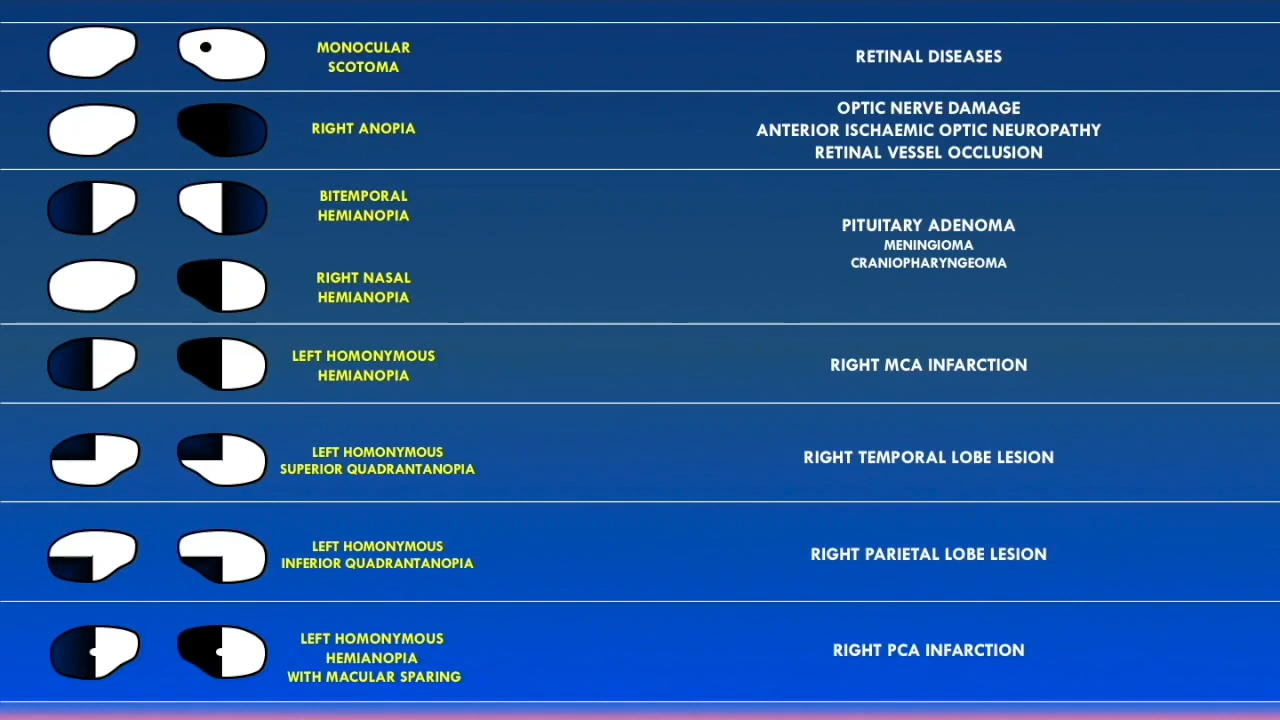 MONOCULAR
SCOTOMA
RETINAL DISEASES
RIGHT ANOPIA
OPTIC NERVE DAMAGE
ANTERIOR ISCHAEMIC OPTIC NEUROPATHY
RETINAL VESSEL OCCLUSION
BITEMPORAL
HEMIANOPIA
PITUITARY ADENOMA
MENINGIOMA
CRANIOPHARYNGEOMA
RIGHT NASAL
HEMIANOPIA
LEFT HOMONYMOUS
HEMIANOPIA
RIGHT MCA INFARCTION
LEFT HOMONYMOUS
SUPERIOR QUADRANTANOPIA
RIGHT TEMPORAL LOBE LESION
LEFT HOMONYMOUS
INFERIOR QUADRANTANOPIA
RIGHT PARIETAL LOBE LESION
LEFT HOMONYMOUS
HEMIANOPIA
WITH MACULAR SPARING
RIGHT PCA INFARCTION